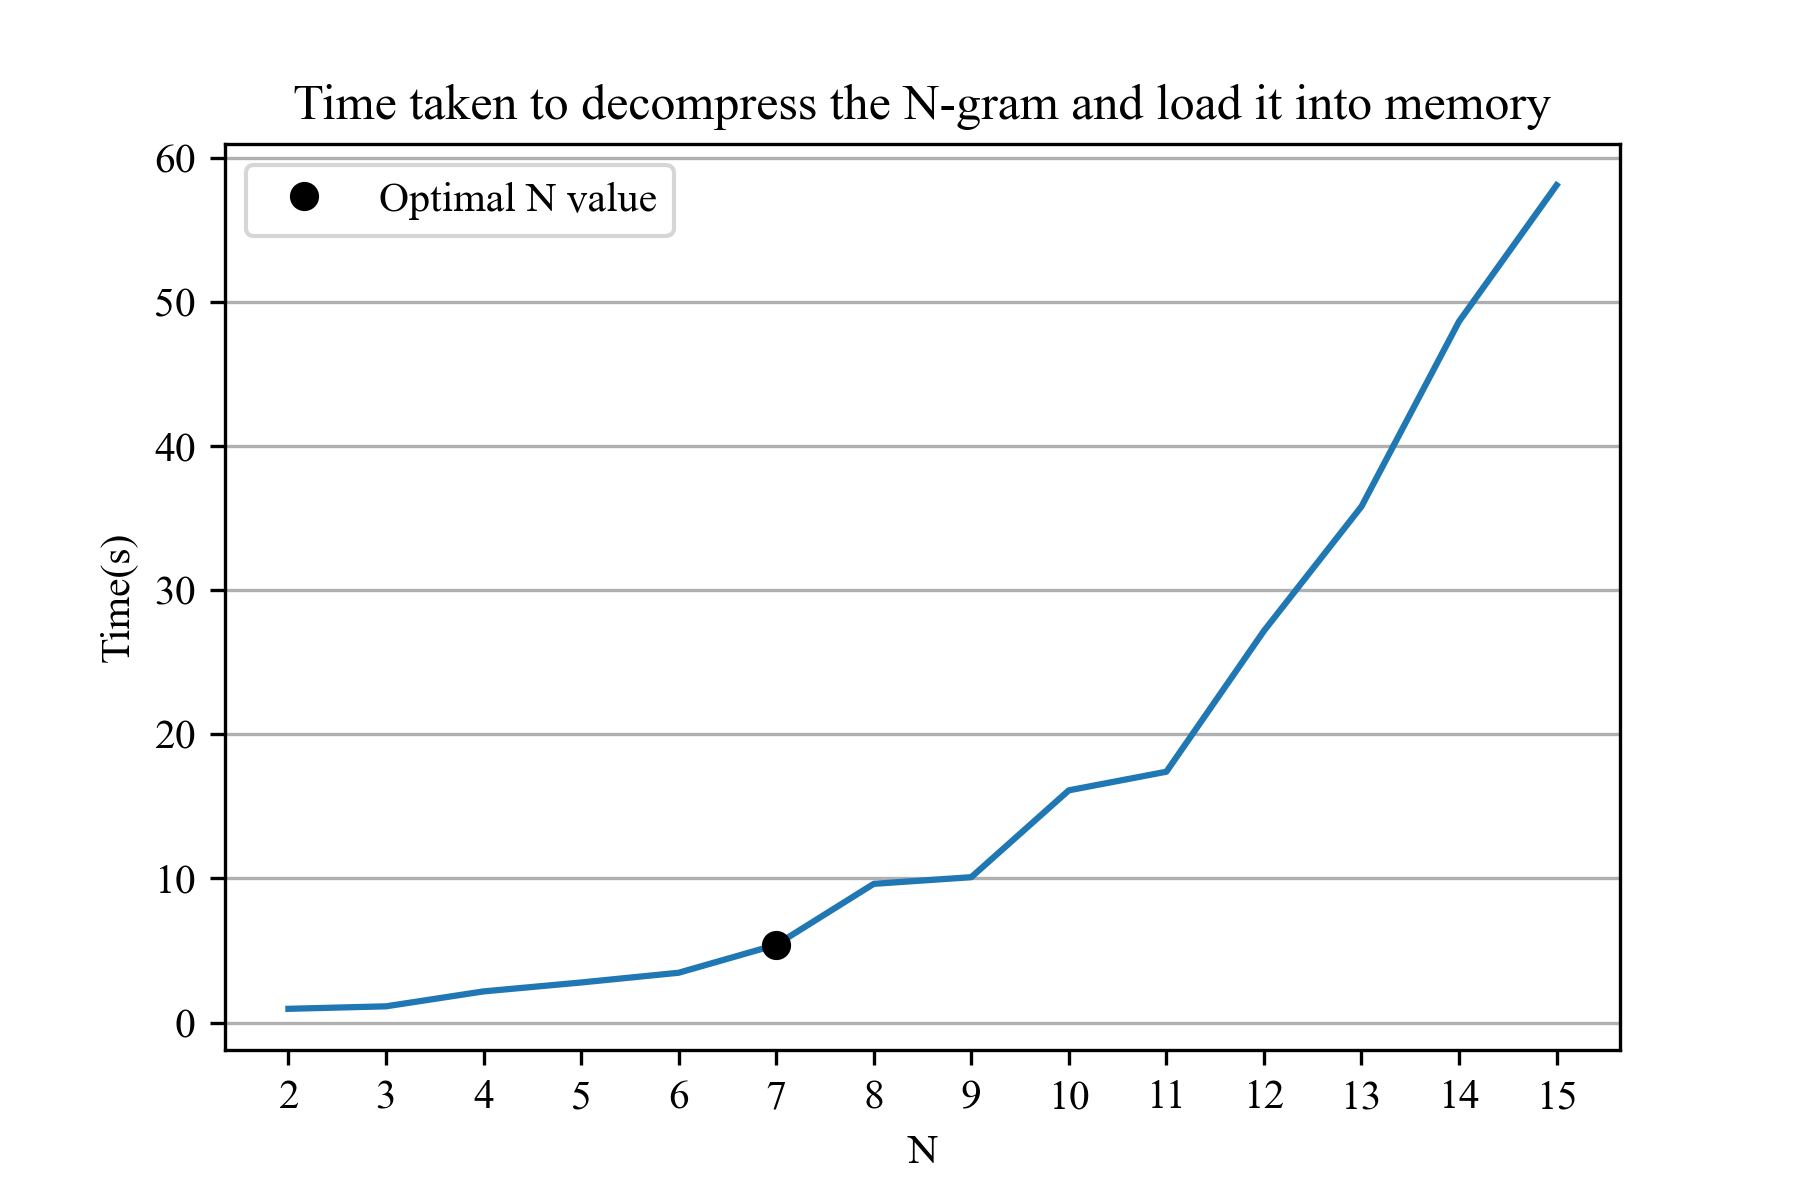 Time taken to decompress the N-gram and load it into memory
Optimal N value
60
50
40
30
20
10
0
Time(s)
2 3 4 5 6 7 8 9 10 11 12 13 14 15
N